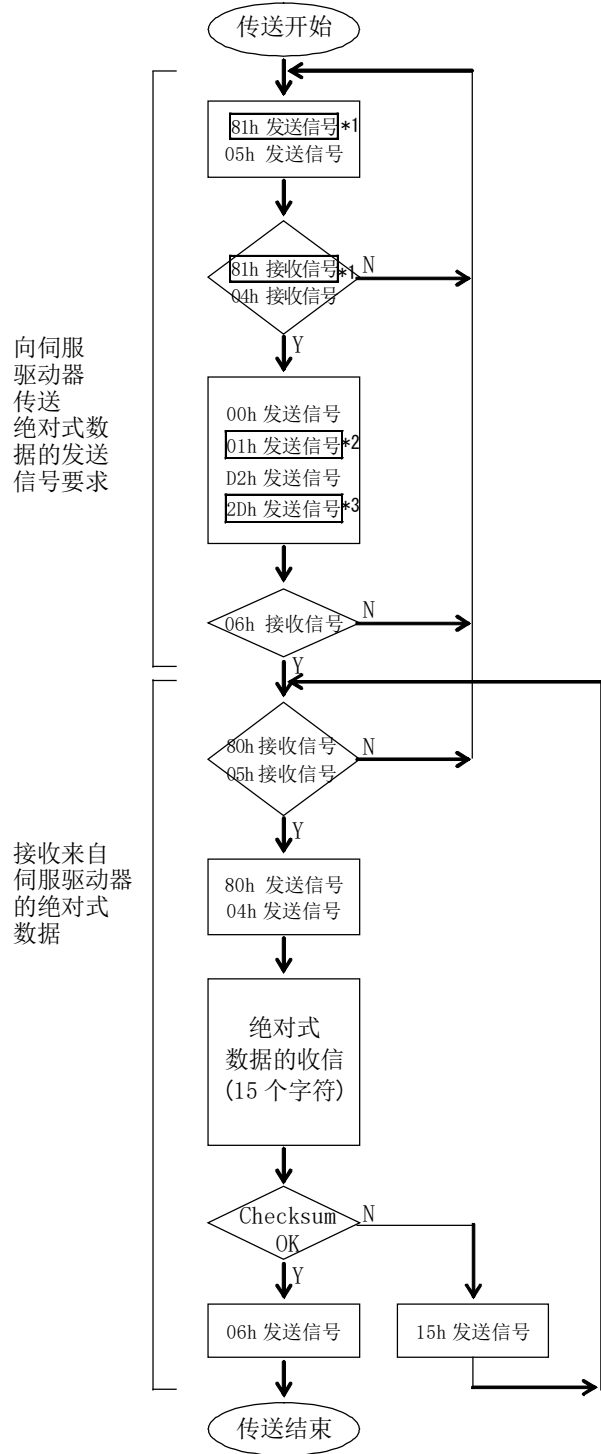 传送开始
81h 发送信号*1
05h 发送信号
81h 接收信号*1
04h 接收信号
N
Y
向伺服
驱动器
传送
绝对式数
据的发送
信号要求
00h 发送信号
01h 发送信号*2
D2h 发送信号
2Dh 发送信号*3
06h 接收信号
N
Y
80h 接收信号
05h 接收信号
N
Y
接收来自
伺服驱动器
的绝对式
数据
80h 发送信号
04h 发送信号
绝对式
数据的收信
(15 个字符)
Checksum
OK
N
Y
06h 发送信号
15h 发送信号
传送结束